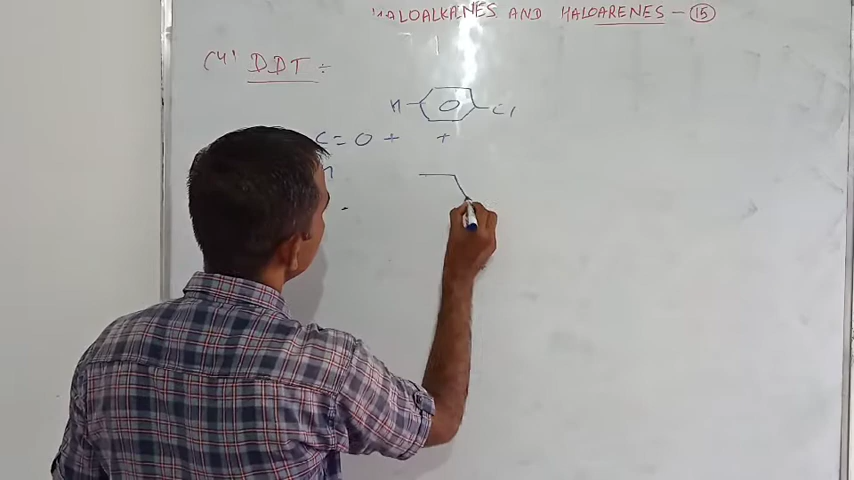 HALOALKANES AND HALOARENES - 15
(4) DDT ÷
H Cl
C = O + +
H